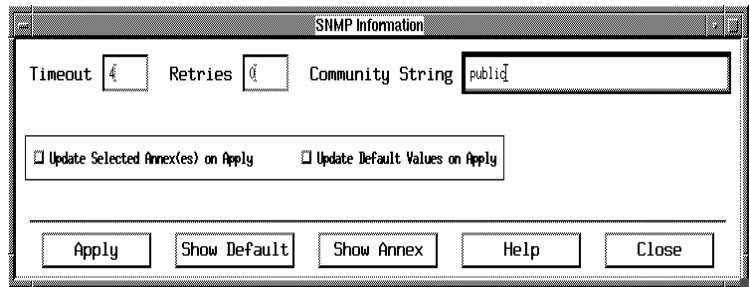 SNMP Information
Timeout 4 Retries 0 Community String public
Update Selected Annex(es) on Apply Update Default Values on Apply
Apply Show Default Show Annex Help Close